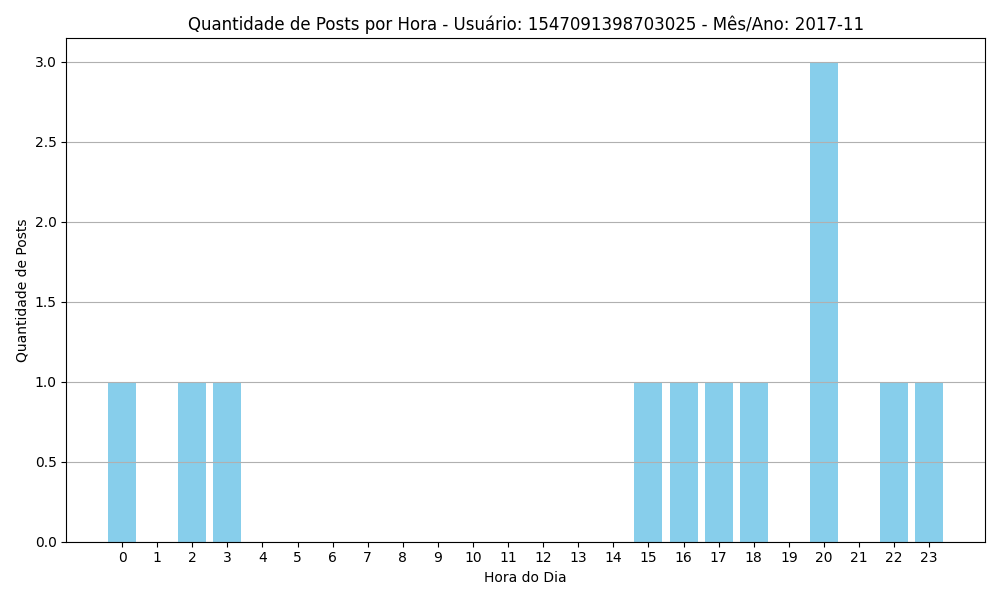 Quantidade de Posts por Hora - Usuário: 1547091398703025 - Mês/Ano: 2017-11
Quantidade de Posts
3.0
2.5
2.0
1.5
1.0
0.5
0.0
0 1 2 3 4 5 6 7 8 9 10 11 12 13 14 15 16 17 18 19 20 21 22 23
Hora do Dia